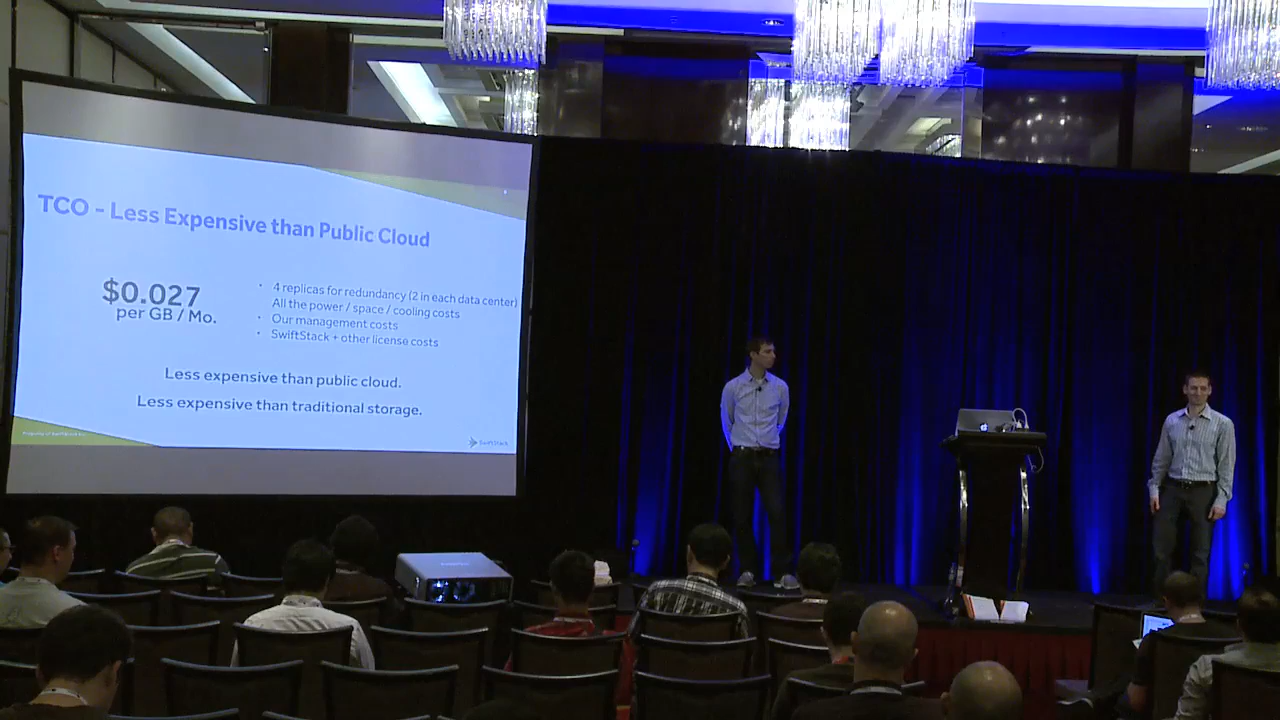 TCO - Less Expensive than Public Cloud
$0.027
per GB / Mo.
• 4 replicas for redundancy (2 in each data center)
All the power / space / cooling costs
• Our management costs
• SwiftStack + other license costs
Less expensive than public cloud.
Less expensive than traditional storage.
SwiftStack